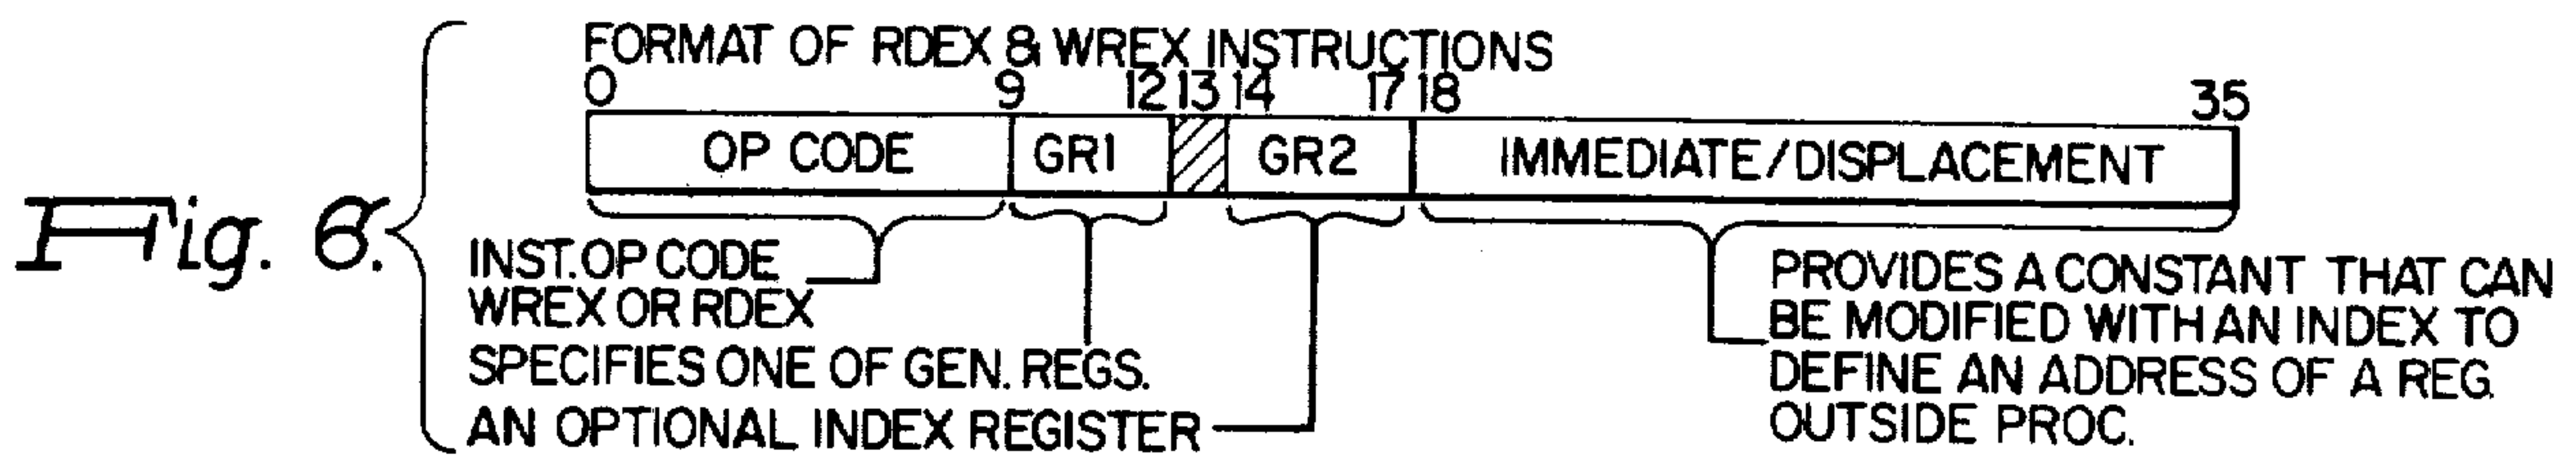 FORMAT OF RDEX & WREX INSTRUCTIONS
0 9 12 13 14 17 18 35
OP CODE GR1 GR2 IMMEDIATE/DISPLACEMENT
Fig. 6.
INST. OP CODE
WREX OR RDEX
SPECIFIES ONE OF GEN. REGS.
AN OPTIONAL INDEX REGISTER
PROVIDES A CONSTANT THAT CAN
BE MODIFIED WITH AN INDEX TO
DEFINE AN ADDRESS OF A REG.
OUTSIDE PROC.